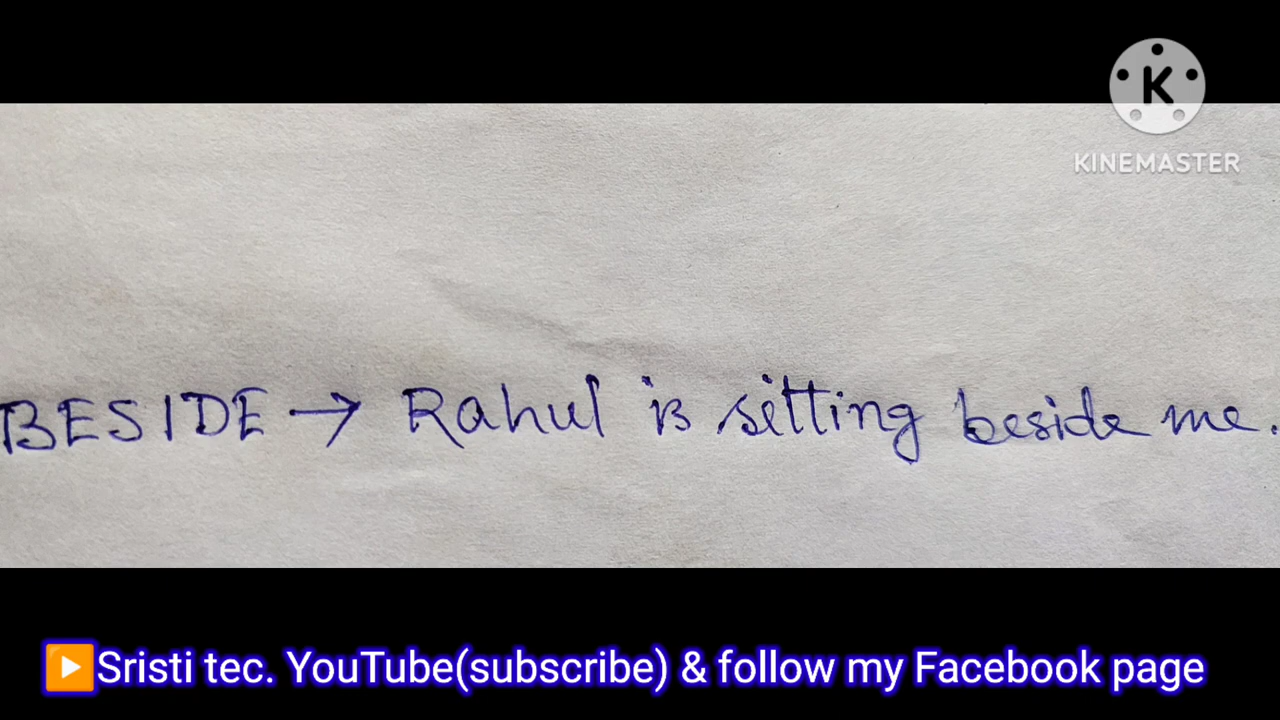 K
KINEMASTER
BESIDE → Rahul is sitting beside me.
Sristi tec. YouTube(subscribe) & follow my Facebook page